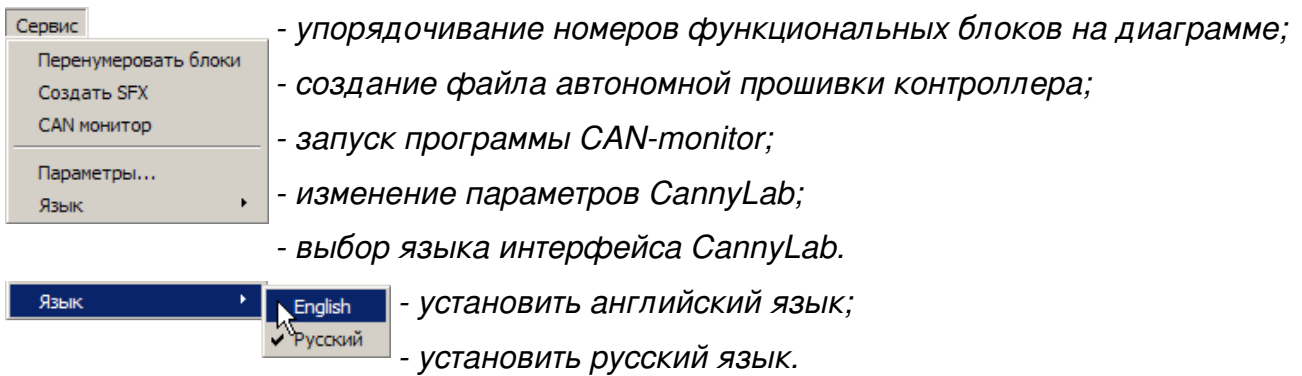 Сервис
- упорядочивание номеров функциональных блоков на диаграмме;
Перенумеровать блоки
Создать SFX
- создание файла автономной прошивки контроллера;
CAN монитор
- запуск программы CAN-monitor;
Параметры...
- изменение параметров CannyLab;
Язык
- выбор языка интерфейса CannyLab.
Язык
English
- установить английский язык;
Русский
- установить русский язык.